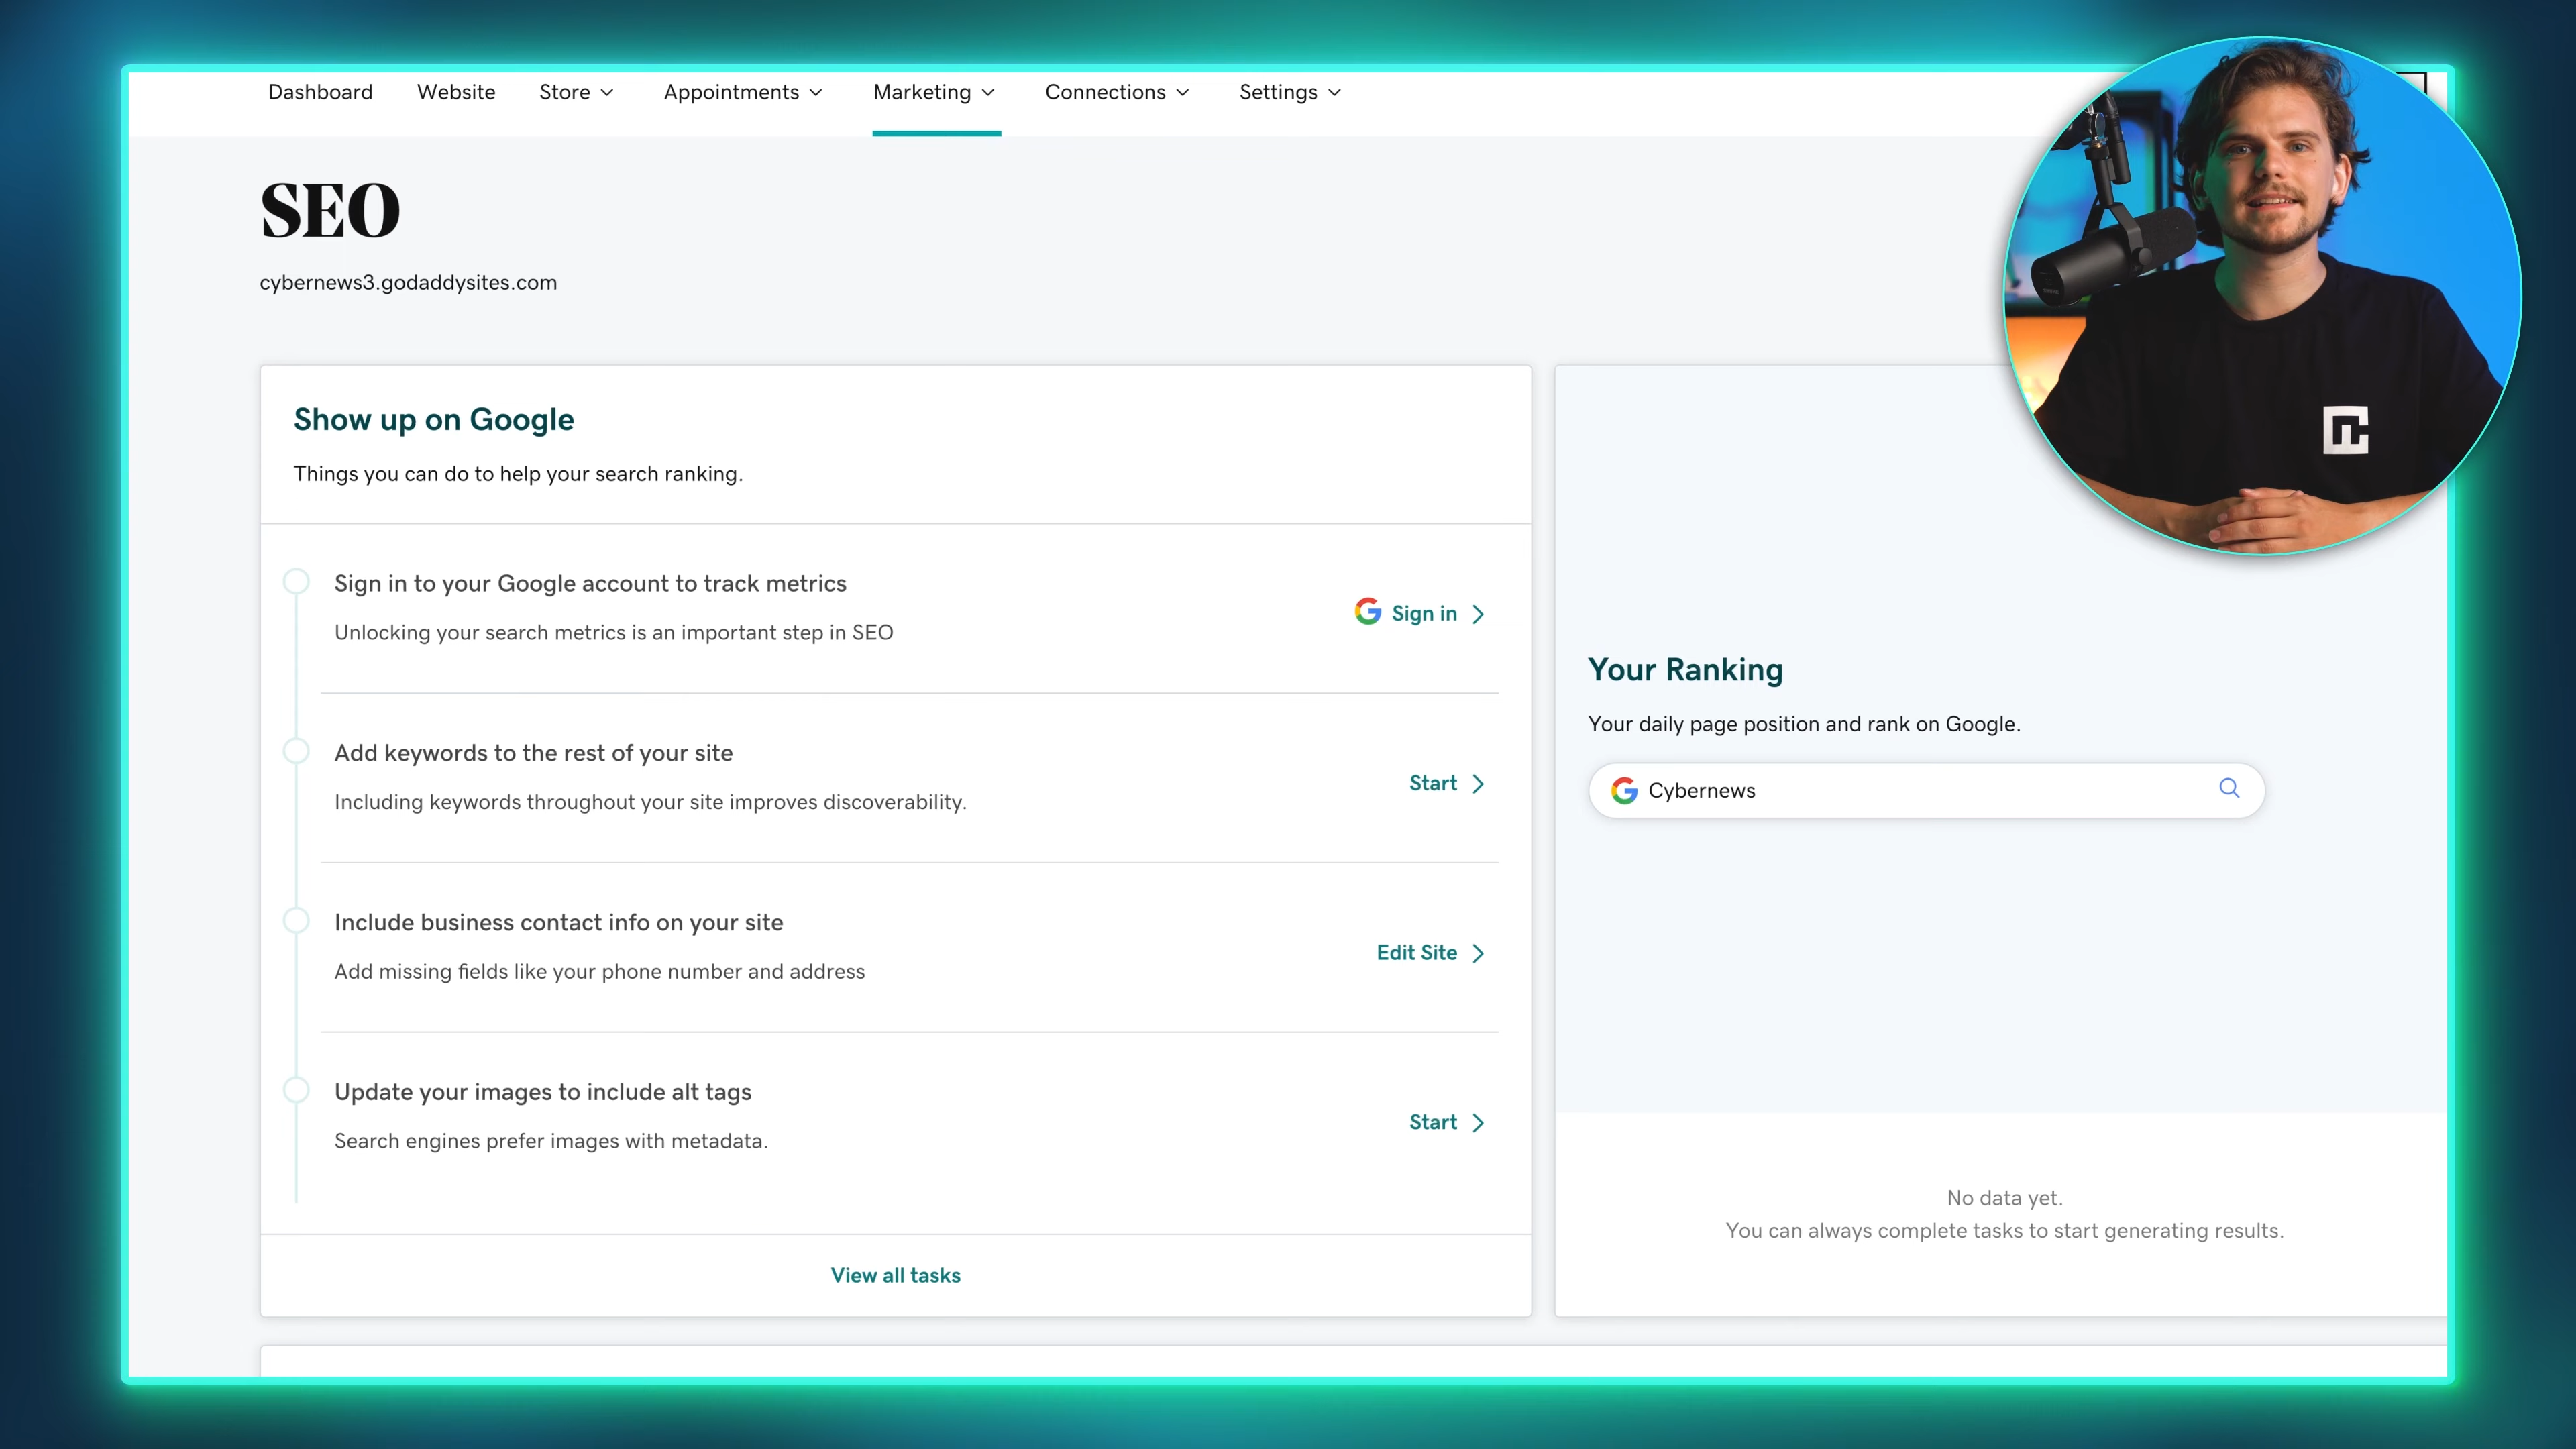 Dashboard Website Store Appointments Marketing Connections Settings
SEO
cybernews3.godaddysites.com
Show up on Google
Things you can do to help your search ranking.
Sign in to your Google account to track metrics
Unlocking your search metrics is an important step in SEO
Sign in
Add keywords to the rest of your site
Including keywords throughout your site improves discoverability.
Start
Include business contact info on your site
Add missing fields like your phone number and address
Edit Site
Update your images to include alt tags
Search engines prefer images with metadata.
Start
View all tasks
Your Ranking
Your daily page position and rank on Google.
Cybernews
No data yet.
You can always complete tasks to start generating results.